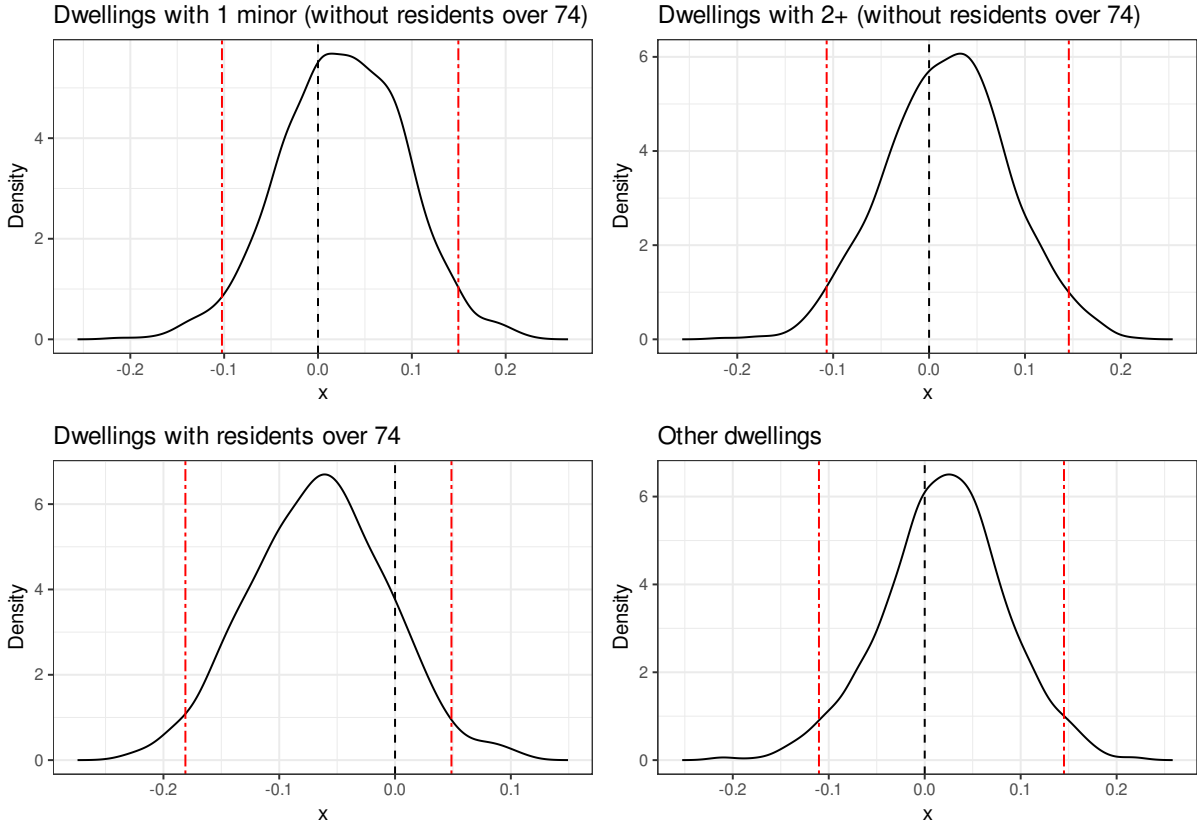 Dwellings with 1 minor (without residents over 74)
Density
4
2
0
-0.2 -0.1 0.0 0.1 0.2
x
Dwellings with 2+ (without residents over 74)
Density
6
4
2
0
-0.2 -0.1 0.0 0.1 0.2
x
Dwellings with residents over 74
Density
6
4
2
0
-0.2 -0.1 0.0 0.1
x
Other dwellings
Density
6
4
2
0
-0.2 -0.1 0.0 0.1 0.2
x